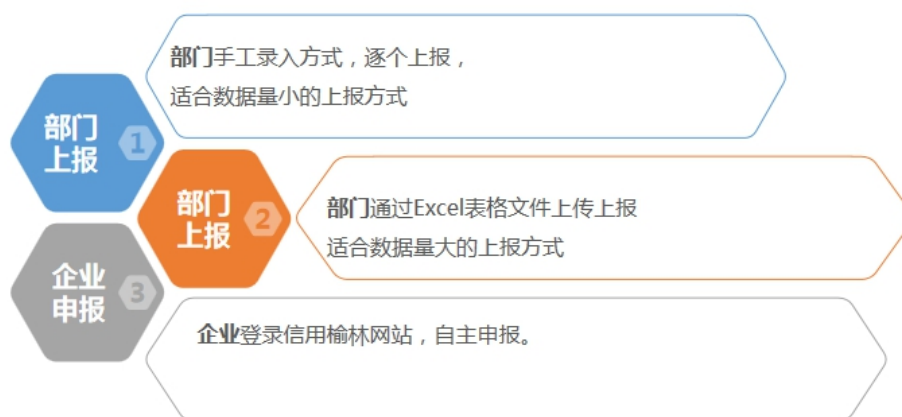 部门手工录入方式，逐个上报，
适合数据量小的上报方式
部门
上报
1
部门
上报
2
部门通过Excel表格文件上传上报
适合数据量大的上报方式
企业
申报
3
企业登录信用榆林网站，自主申报。